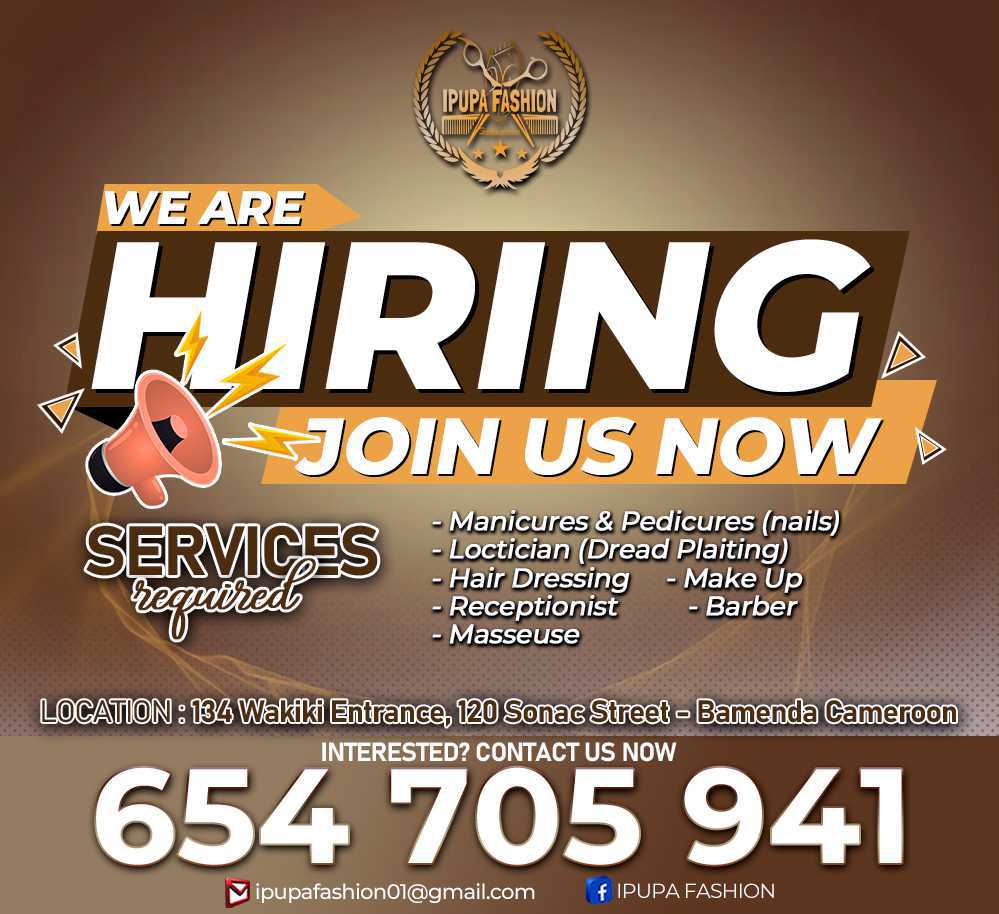 IPUPA FASHION
WE ARE
HIRING
JOIN US NOW
SERVICES
required
- Manicures & Pedicures (nails)
- Loctician (Dread Plaiting)
- Hair Dressing - Make Up
- Receptionist - Barber
- Masseuse
LOCATION : 134 Wakiki Entrance, 120 Sonac Street - Bamenda Cameroon
INTERESTED? CONTACT US NOW
654 705 941
ipupafashion01@gmail.com IPUPA FASHION